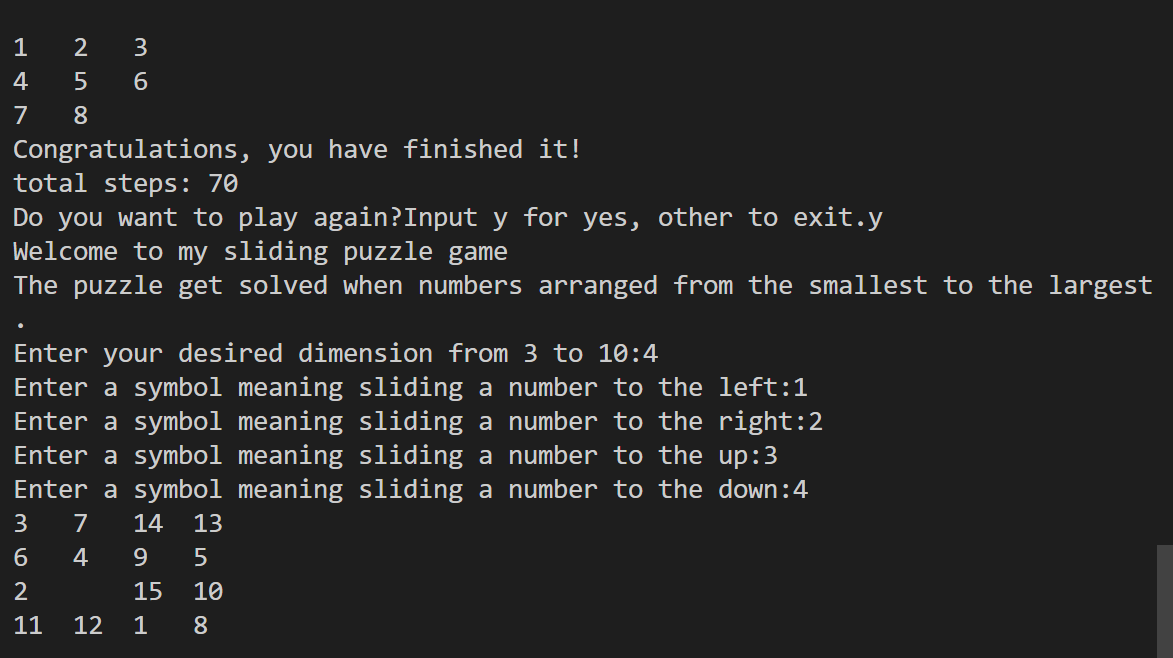 1   2   3
4   5   6
7   8
Congratulations, you have finished it!
total steps: 70
Do you want to play again?Input y for yes, other to exit.y
Welcome to my sliding puzzle game
The puzzle get solved when numbers arranged from the smallest to the largest
.
Enter your desired dimension from 3 to 10:4
Enter a symbol meaning sliding a number to the left:1
Enter a symbol meaning sliding a number to the right:2
Enter a symbol meaning sliding a number to the up:3
Enter a symbol meaning sliding a number to the down:4
3   7   14  13
6   4   9   5
2       15  10
11  12  1   8